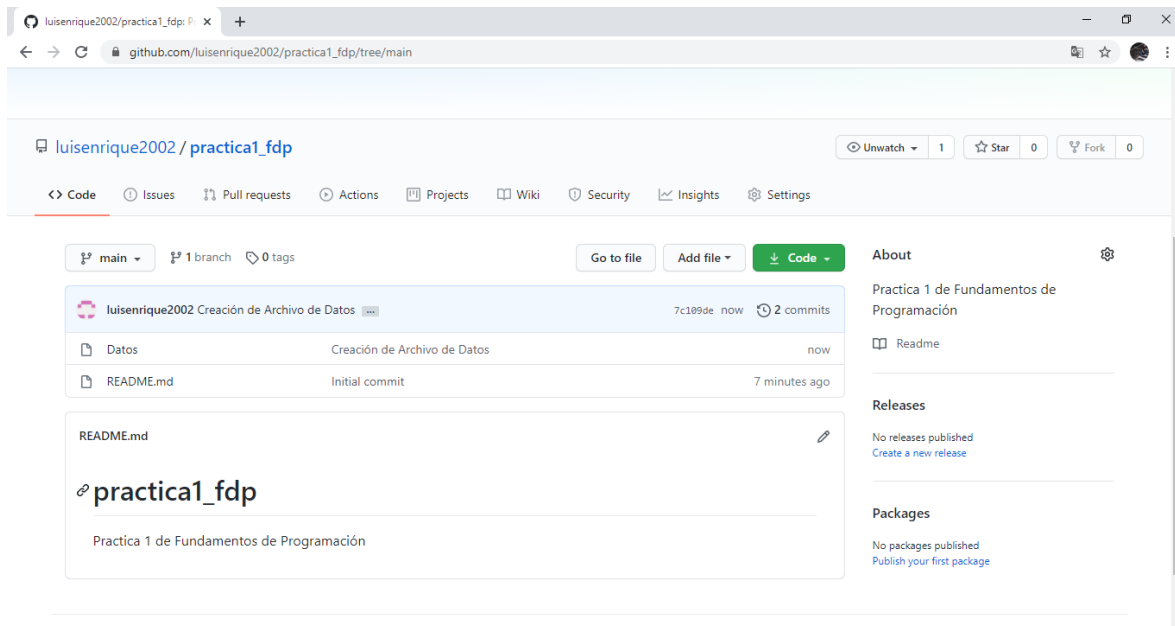 luisenrique2002/practica1_fdp: P
github.com/luisenrique2002/practica1_fdp/tree/main
luisenrique2002 / practica1_fdp
Unwatch 1 Star 0 Fork 0
<> Code Issues Pull requests Actions Projects Wiki Security Insights Settings
main 1 branch 0 tags Go to file Add file Code
luisenrique2002 Creación de Archivo de Datos ... 7c109de now 2 commits
Datos Creación de Archivo de Datos now
README.md Initial commit 7 minutes ago
README.md
practica1_fdp
Practica 1 de Fundamentos de Programación
About
Practica 1 de Fundamentos de
Programación
Readme
Releases
No releases published
Create a new release
Packages
No packages published
Publish your first package